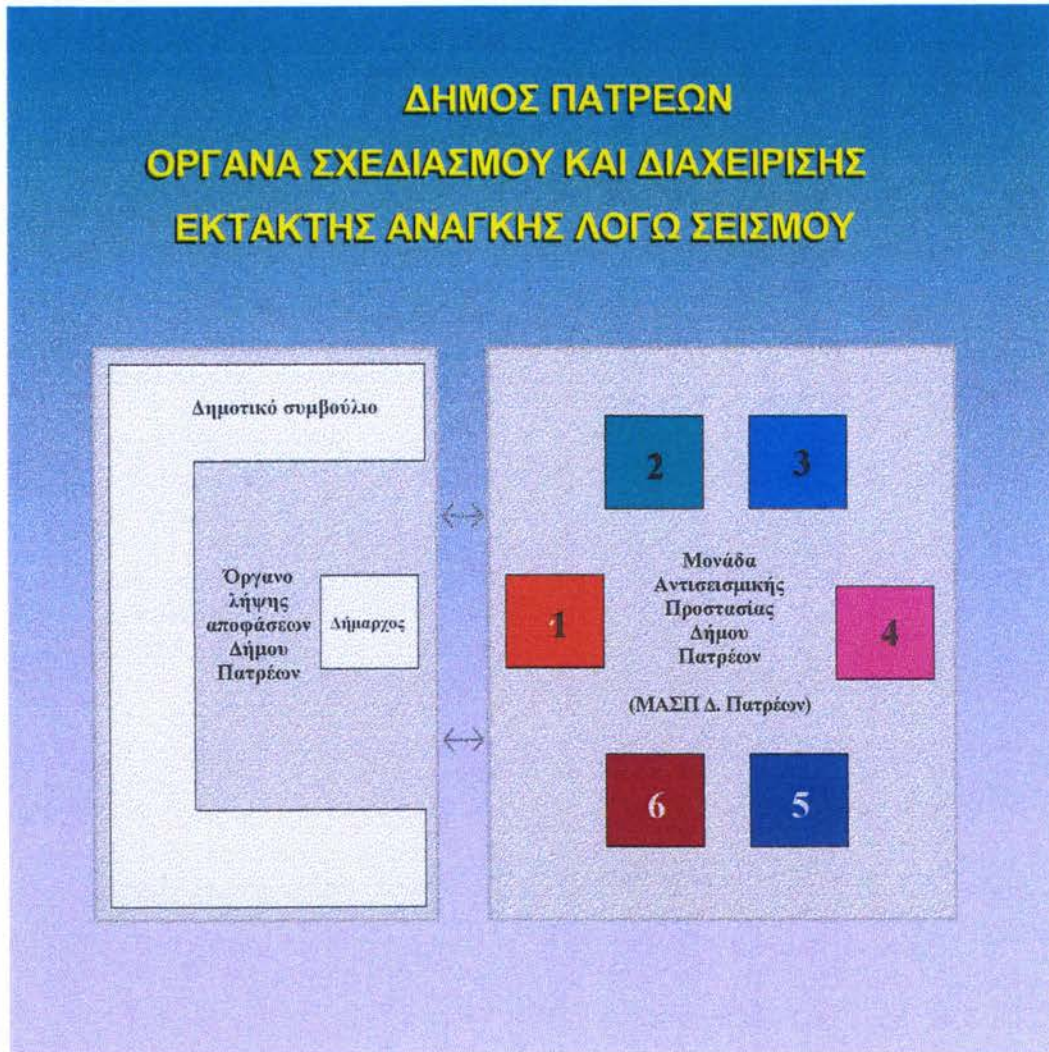 ΔΗΜΟΣ ΠΑΤΡΕΩΝ
ΟΡΓΑΝΑ ΣΧΕΔΙΑΣΜΟΥ ΚΑΙ ΔΙΑΧΕΙΡΙΣΗΣ
ΕΚΤΑΚΤΗΣ ΑΝΑΓΚΗΣ ΛΟΓΩ ΣΕΙΣΜΟΥ
Δημοτικό συμβούλιο
Όργανο
λήψης
αποφάσεων
Δήμου
Πατρέων
Δήμαρχος
2
3
1
Μονάδα
Αντισεισμικής
Προστασίας
Δήμου
Πατρέων
4
(ΜΑΣΠ Δ. Πατρέων)
6
5